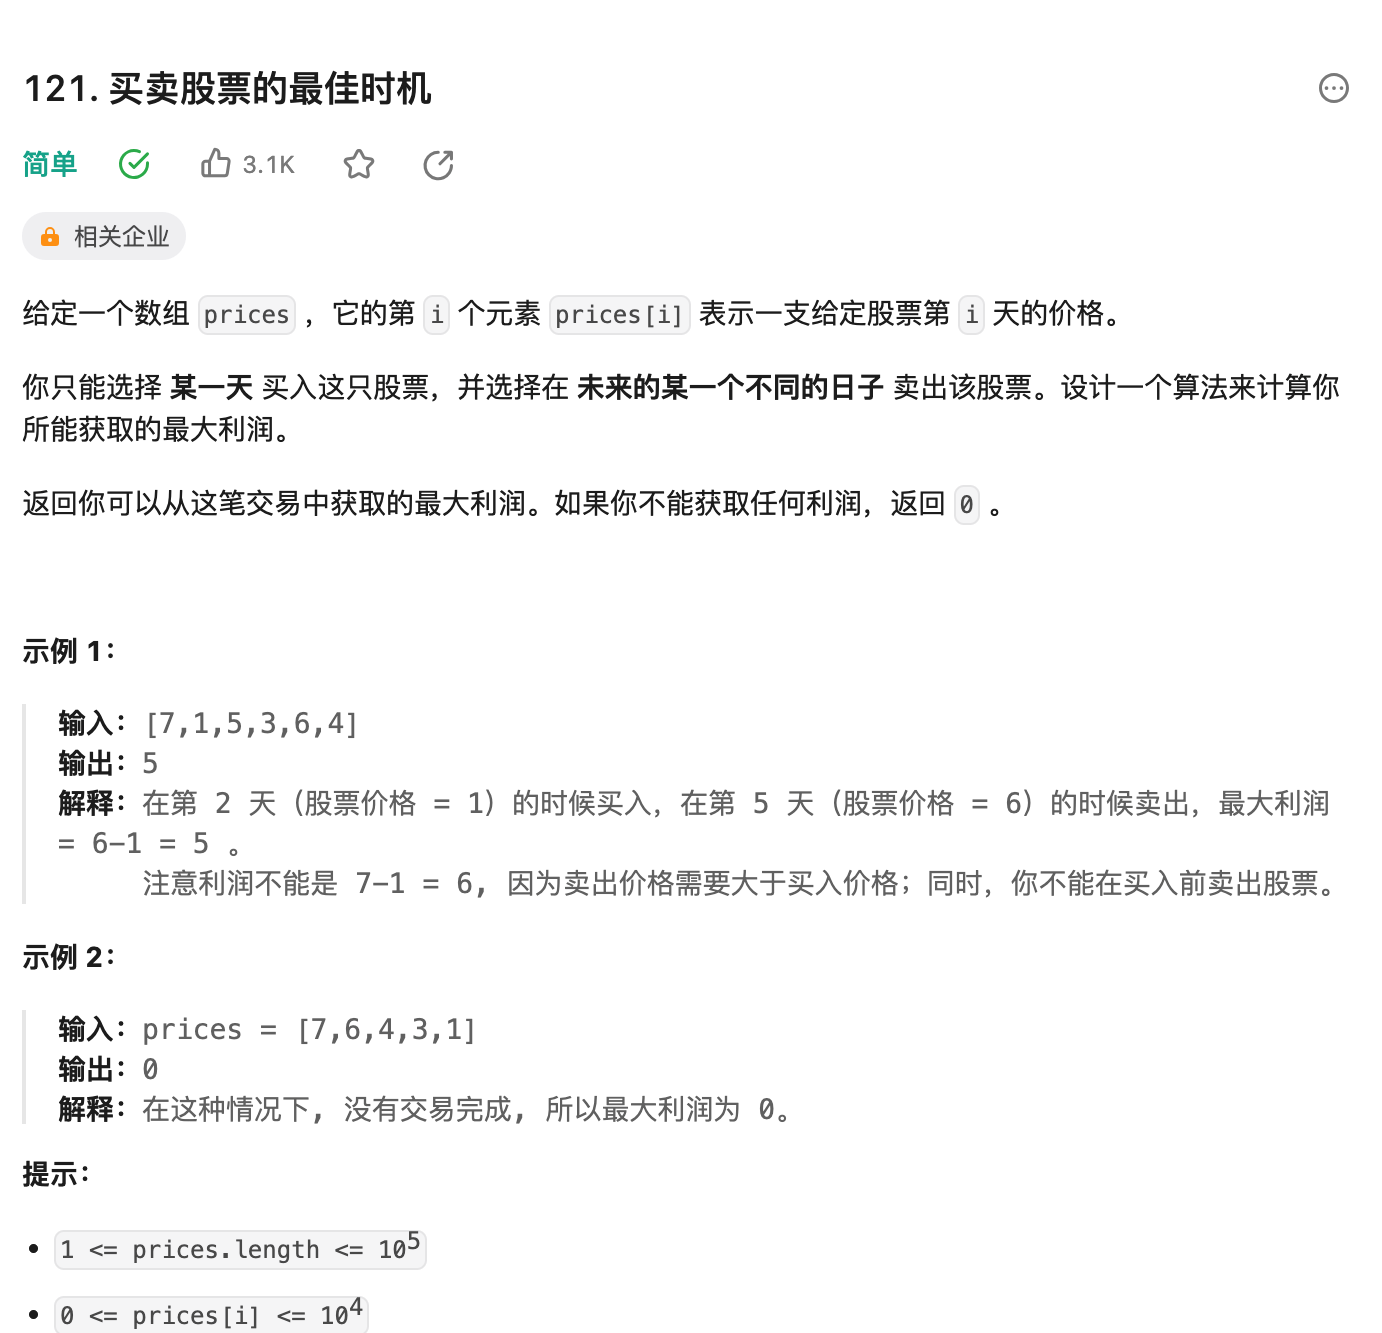 121. 买卖股票的最佳时机
简单 3.1K
相关企业
给定一个数组 prices ，它的第 i 个元素 prices[i] 表示一支给定股票第 i 天的价格。
你只能选择 某一天 买入这只股票，并选择在 未来的某一个不同的日子 卖出该股票。设计一个算法来计算你
所能获取的最大利润。
返回你可以从这笔交易中获取的最大利润。如果你不能获取任何利润，返回 0 。
示例 1：
输入：[7,1,5,3,6,4]
输出：5
解释：在第 2 天（股票价格 = 1）的时候买入，在第 5 天（股票价格 = 6）的时候卖出，最大利润
= 6-1 = 5 。
注意利润不能是 7-1 = 6, 因为卖出价格需要大于买入价格；同时，你不能在买入前卖出股票。
示例 2：
输入：prices = [7,6,4,3,1]
输出：0
解释：在这种情况下, 没有交易完成, 所以最大利润为 0。
提示：
• 1 <= prices.length <= 10⁵
• 0 <= prices[i] <= 10⁴